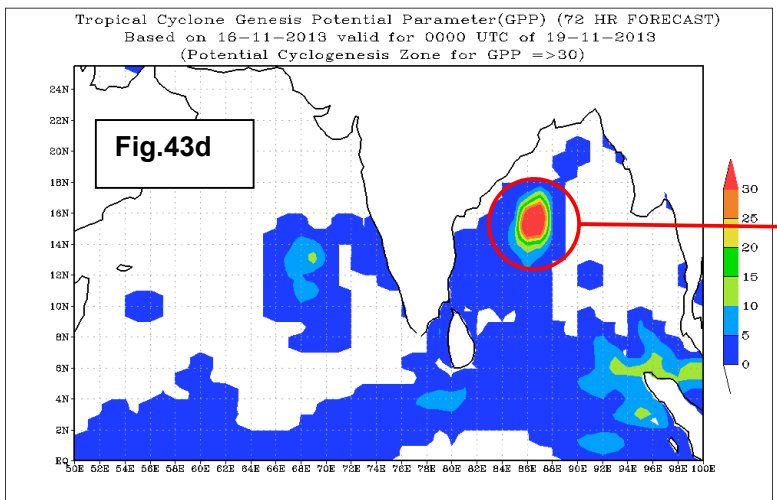 Tropical Cyclone Genesis Potential Parameter(GPP) (72 HR FORECAST)
Based on 16-11-2013 valid for 0000 UTC of 19-11-2013
(Potential Cyclogenesis Zone for GPP =>30)
24N
22N
Fig.43d
20N
18N
16N
14N
12N
10N
8N
6N
4N
2N
EQ
50E 52E 54E 56E 58E 60E 62E 64E 66E 68E 70E 72E 74E 76E 78E 80E 82E 84E 86E 88E 90E 92E 94E 96E 98E 100E
30
25
20
15
10
5
0